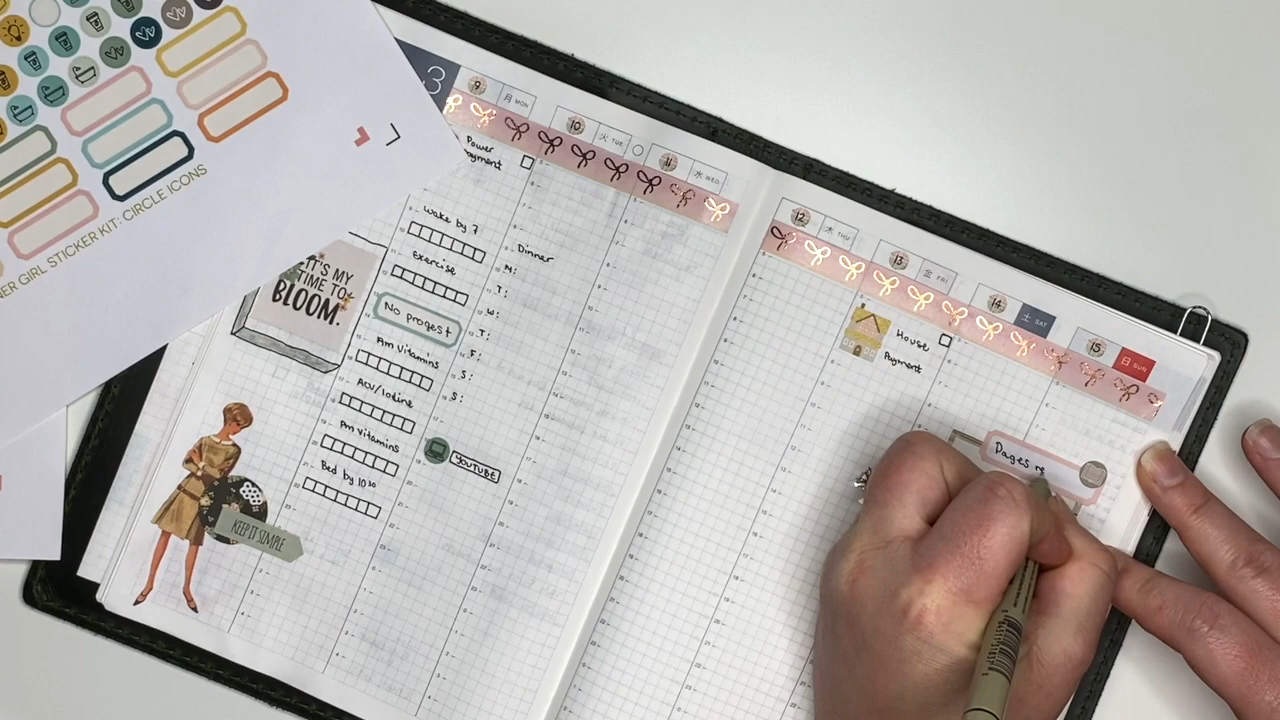 NER GIRL STICKER KIT: CIRCLE ICONS
3
9 月 MON
10 火 TUE
11 水 WED
12 木 THU
13 金 FRI
14 土 SAT
15 日 SUN
Power
Payment
wake by 7
exercise
No progest
Am Vitamins
ACV/Iodine
Pm Vitamins
Bed by 10 30
Dinner
M:
T:
W:
T:
F:
S:
S:
YOUTUBE
IT'S MY
TIME TO
BLOOM.
KEEP IT SIMPLE
House
Payment
Pages re